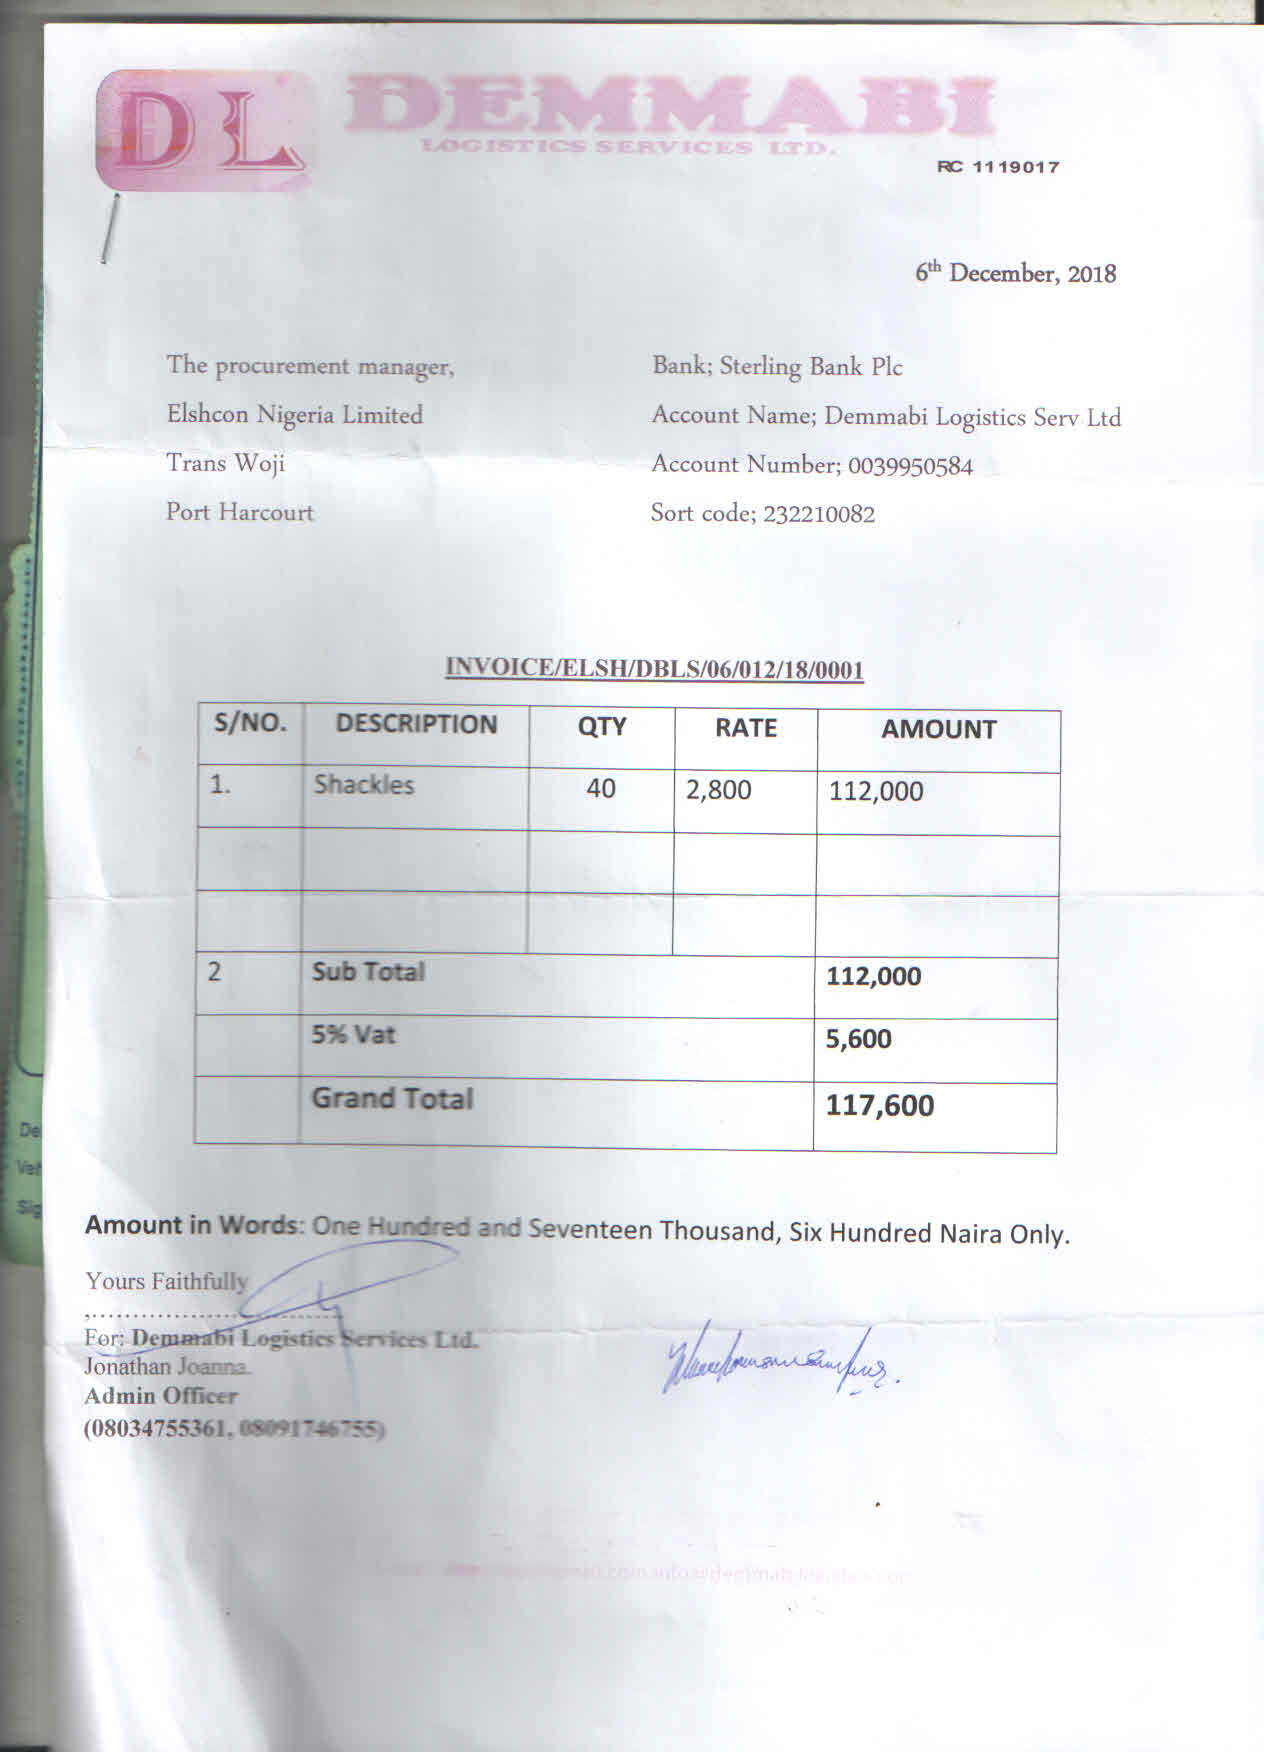 DL
DEMMABI
LOGISTICS SERVICES LTD.
RC 1119017
6th December, 2018
The procurement manager,
Elshcon Nigeria Limited
Trans Woji
Port Harcourt
Bank; Sterling Bank Plc
Account Name; Demmabi Logistics Serv Ltd
Account Number; 0039950584
Sort code; 232210082
INVOICE/ELSH/DBLS/06/012/18/0001
S/NO. DESCRIPTION QTY RATE AMOUNT
1. Shackles 40 2,800 112,000
2 Sub Total 112,000
5% Vat 5,600
Grand Total 117,600
Amount in Words: One Hundred and Seventeen Thousand, Six Hundred Naira Only.
Yours Faithfully
,........................................
For: Demmabi Logistics Services Ltd.
Jonathan Joanna.
Admin Officer
(08034755361, 08091746755)
De
Veh
Sig